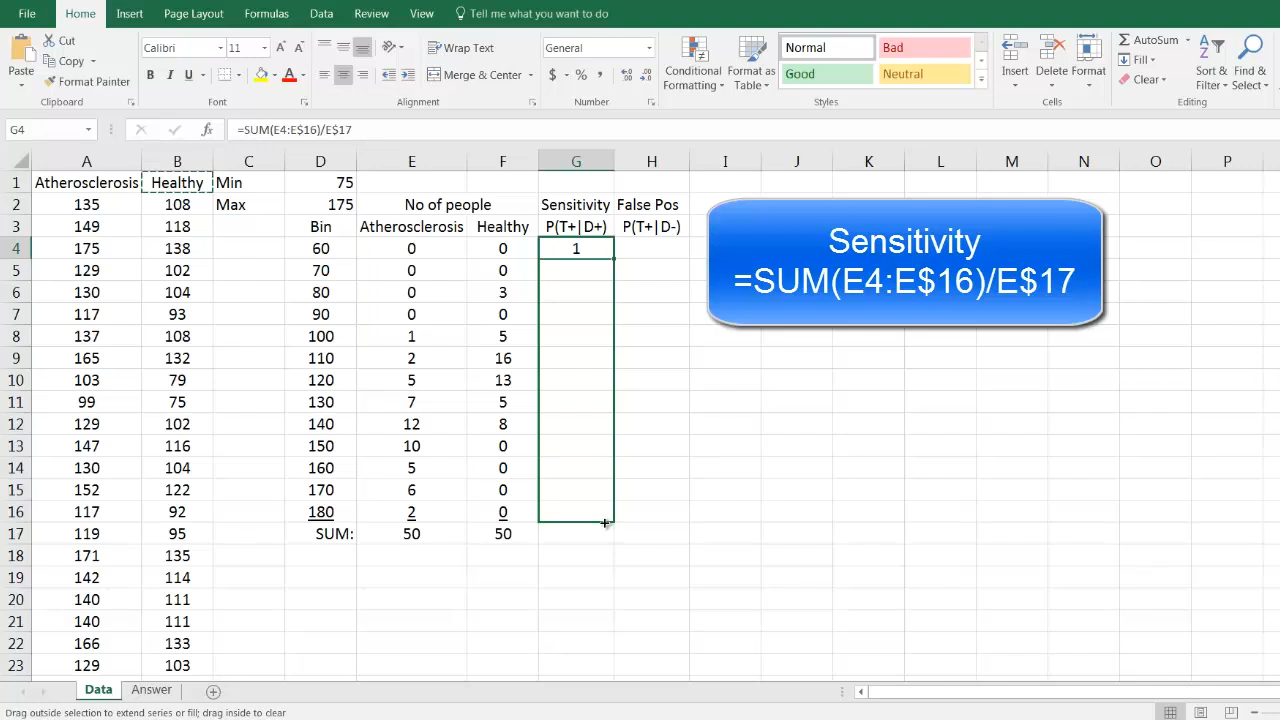 File Home Insert Page Layout Formulas Data Review View Tell me what you want to do
Paste Cut Copy Format Painter Clipboard
Calibri 11 A A B I U A Font
Wrap Text Merge & Center Alignment
General $ % , Number
Conditional Formatting Format as Table Normal Bad Good Neutral Styles
Insert Delete Format Cells
AutoSum Fill Clear Sort & Filter Find & Select Editing
G4 fx =SUM(E4:E$16)/E$17
A B C D E F G H I J K L M N O P
1 Atherosclerosis Healthy Min 75
2 135 108 Max 175 No of people Sensitivity False Pos
3 149 118 Bin Atherosclerosis Healthy P(T+|D+) P(T+|D-)
4 175 138 60 0 0 1
5 129 102 70 0 0
6 130 104 80 0 3
7 117 93 90 0 0
8 137 108 100 1 5
9 165 132 110 2 16
10 103 79 120 5 13
11 99 75 130 7 5
12 129 102 140 12 8
13 147 116 150 10 0
14 130 104 160 5 0
15 152 122 170 6 0
16 117 92 180 2 0
17 119 95 SUM: 50 50
18 171 135
19 142 114
20 140 111
21 140 111
22 166 133
23 129 103
Sensitivity
=SUM(E4:E$16)/E$17
Data Answer
Drag outside selection to extend series or fill; drag inside to clear